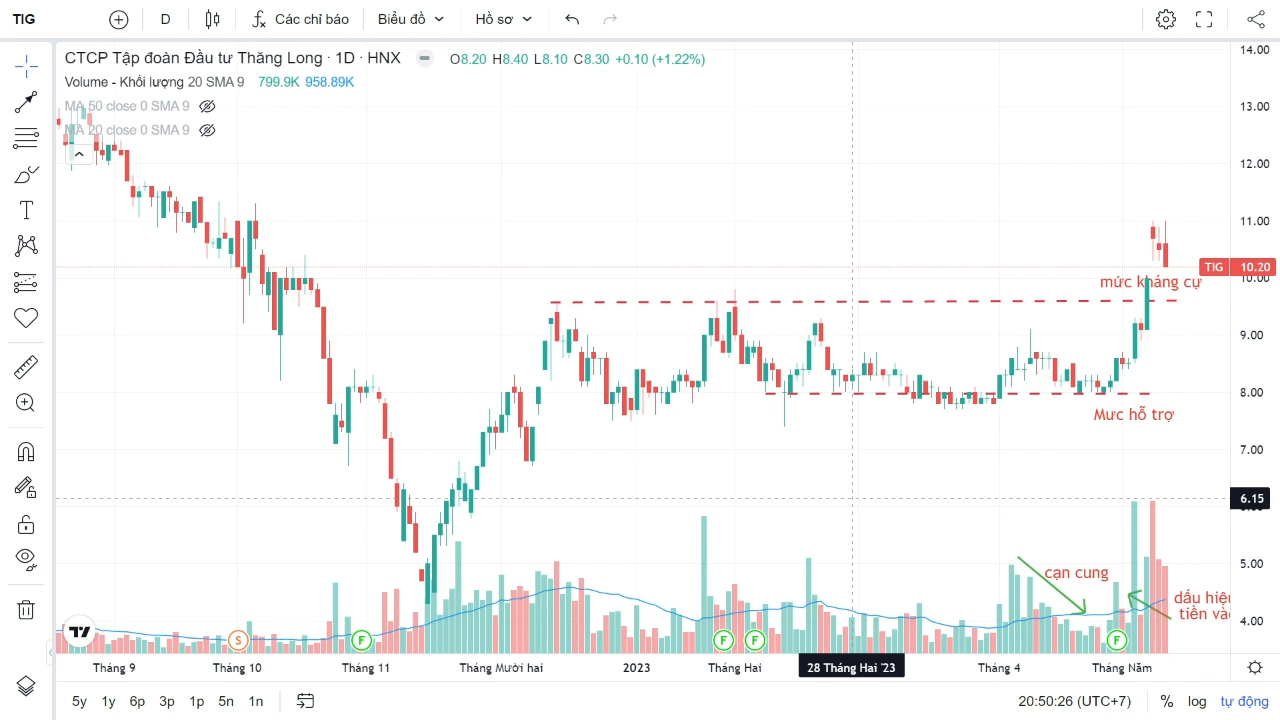 TIG D Các chỉ báo Biểu đồ Hồ sơ
CTCP Tập đoàn Đầu tư Thăng Long · 1D · HNX O8.20 H8.40 L8.10 C8.30 +0.10 (+1.22%)
Volume - Khối lượng 20 SMA 9 799.9K 958.89K
MA 50 close 0 SMA 9
MA 20 close 0 SMA 9
14.00
13.00
12.00
11.00
TIG 10.20
10.00
mức kháng cự
9.00
8.00
Mưc hỗ trợ
7.00
6.15
5.00
cạn cung
dấu hiệu
tiền và
4.00
S F F F F
Tháng 9 Tháng 10 Tháng 11 Tháng Mười hai 2023 Tháng Hai 28 Tháng Hai '23 Tháng 4 Tháng Năm
5y 1y 6p 3p 1p 5n 1n 20:50:26 (UTC+7) % log tự động